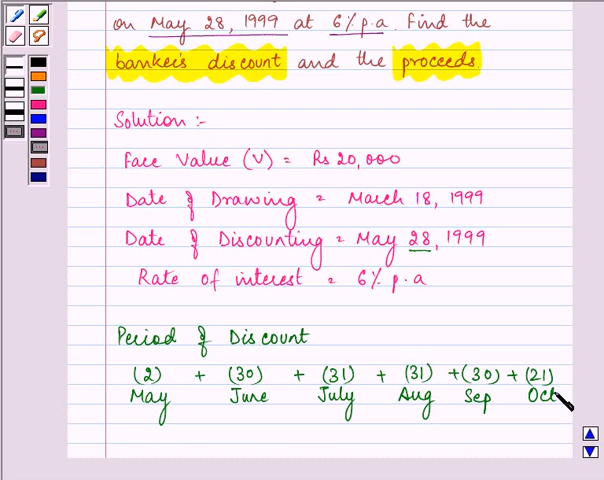 on May 28, 1999 at 6% p.a. Find the
banker's discount and the proceeds.
Solution :-
Face Value (V) = Rs 20,000
Date of Drawing = March 18, 1999
Date of Discounting = May 28, 1999
Rate of interest = 6% p.a
Period of Discount
(2) + (30) + (31) + (31) + (30) + (21)
May June July Aug Sep Oct